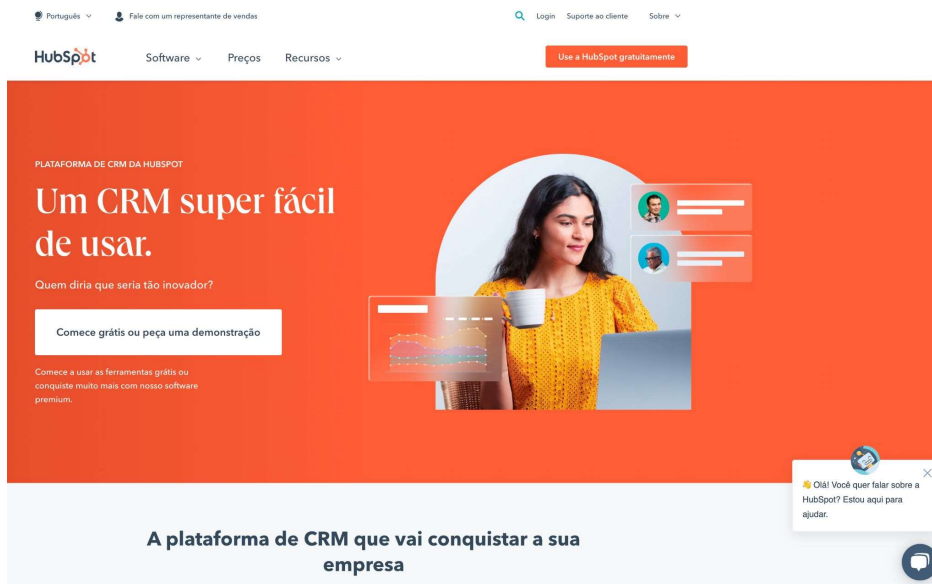 Português
Fale com um representante de vendas
Login
Suporte ao cliente
Sobre
HubSpot
Software
Preços
Recursos
Use a HubSpot gratuitamente
PLATAFORMA DE CRM DA HUBSPOT
Um CRM super fácil
de usar.
Quem diria que seria tão inovador?
Comece grátis ou peça uma demonstração
Comece a usar as ferramentas grátis ou
conquiste muito mais com nosso software
premium.
👋 Olá! Você quer falar sobre a
HubSpot? Estou aqui para
ajudar.
A plataforma de CRM que vai conquistar a sua
empresa